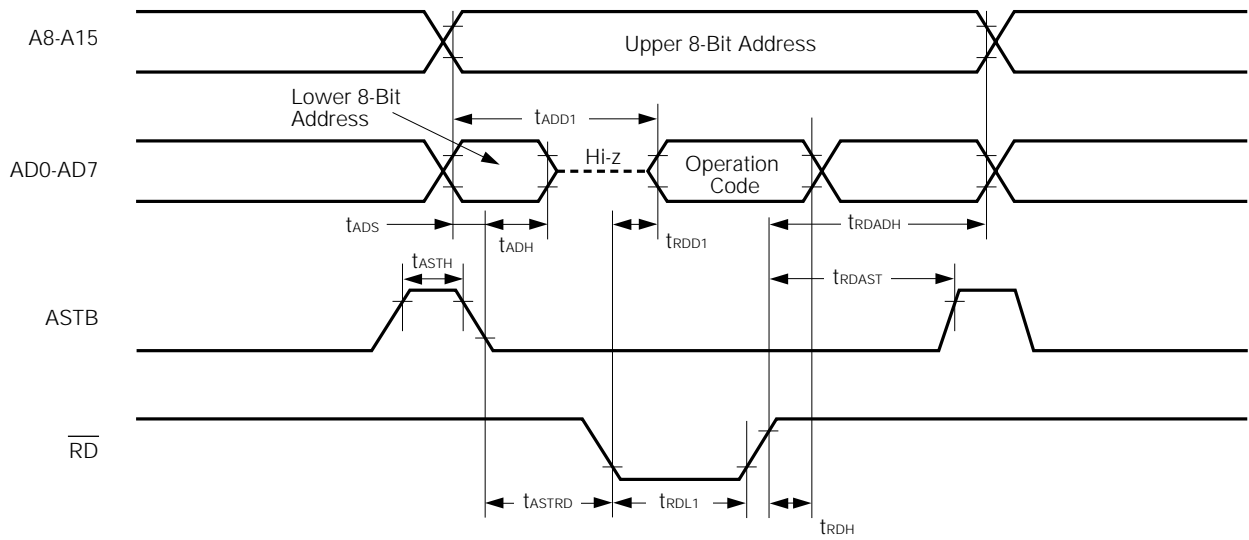 A8-A15
Upper 8-Bit Address
Lower 8-Bit
Address
tADD1
AD0-AD7
Hi-z
Operation
Code
tADS
tADH
tRDD1
tRDADH
tASTH
tRDAST
ASTB
RD
tASTRD
tRDL1
tRDH